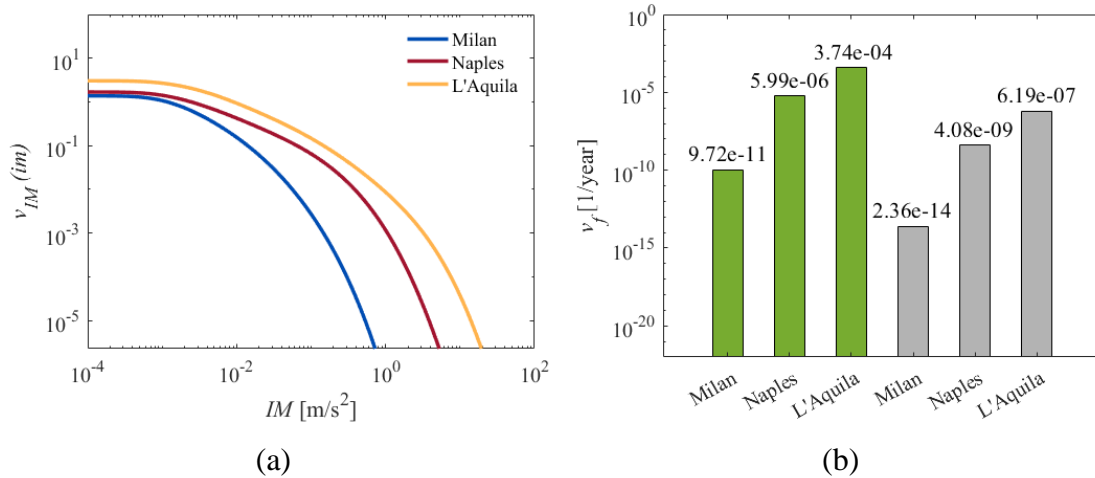 10^1
10^-1
10^-3
10^-5
v_IM (im)
Milan
Naples
L'Aquila
10^-4
10^-2
10^0
10^2
IM [m/s^2]
(a)
10^0
10^-5
10^-10
10^-15
10^-20
v_f [1/year]
9.72e-11
5.99e-06
3.74e-04
2.36e-14
4.08e-09
6.19e-07
Milan
Naples
L'Aquila
Milan
Naples
L'Aquila
(b)